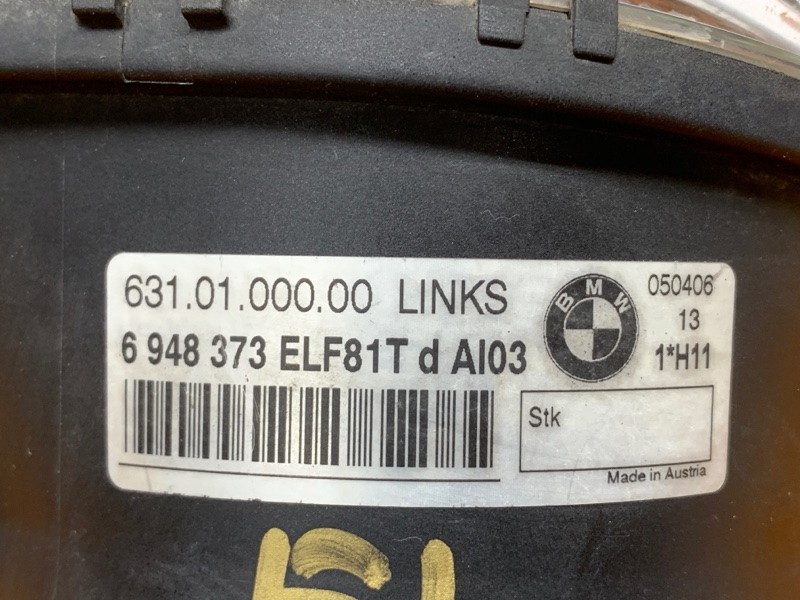 631.01.000.00 LINKS
6 948 373 ELF81T d AI03
BMW
050406
13
1*H11
Stk
Made in Austria